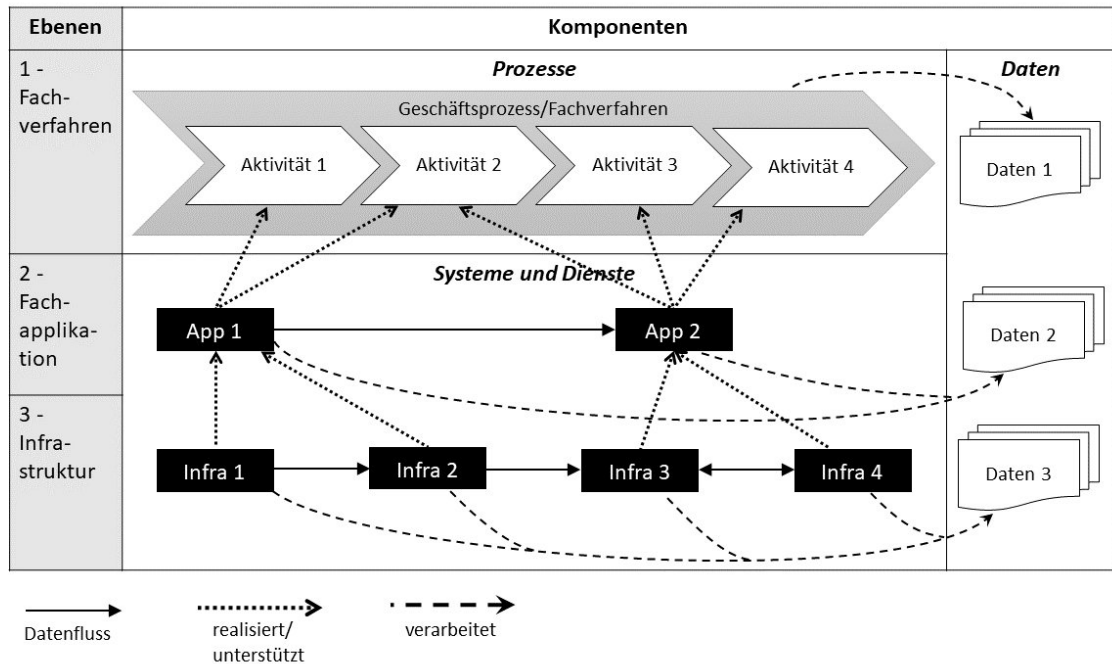 Ebenen
Komponenten
1 -
Fach-
verfahren
Prozesse
Daten
Geschäftsprozess/Fachverfahren
Aktivität 1
Aktivität 2
Aktivität 3
Aktivität 4
Daten 1
2 -
Fach-
applika-
tion
Systeme und Dienste
App 1
App 2
Daten 2
3 -
Infra-
struktur
Infra 1
Infra 2
Infra 3
Infra 4
Daten 3
Datenfluss
realisiert/
unterstützt
verarbeitet